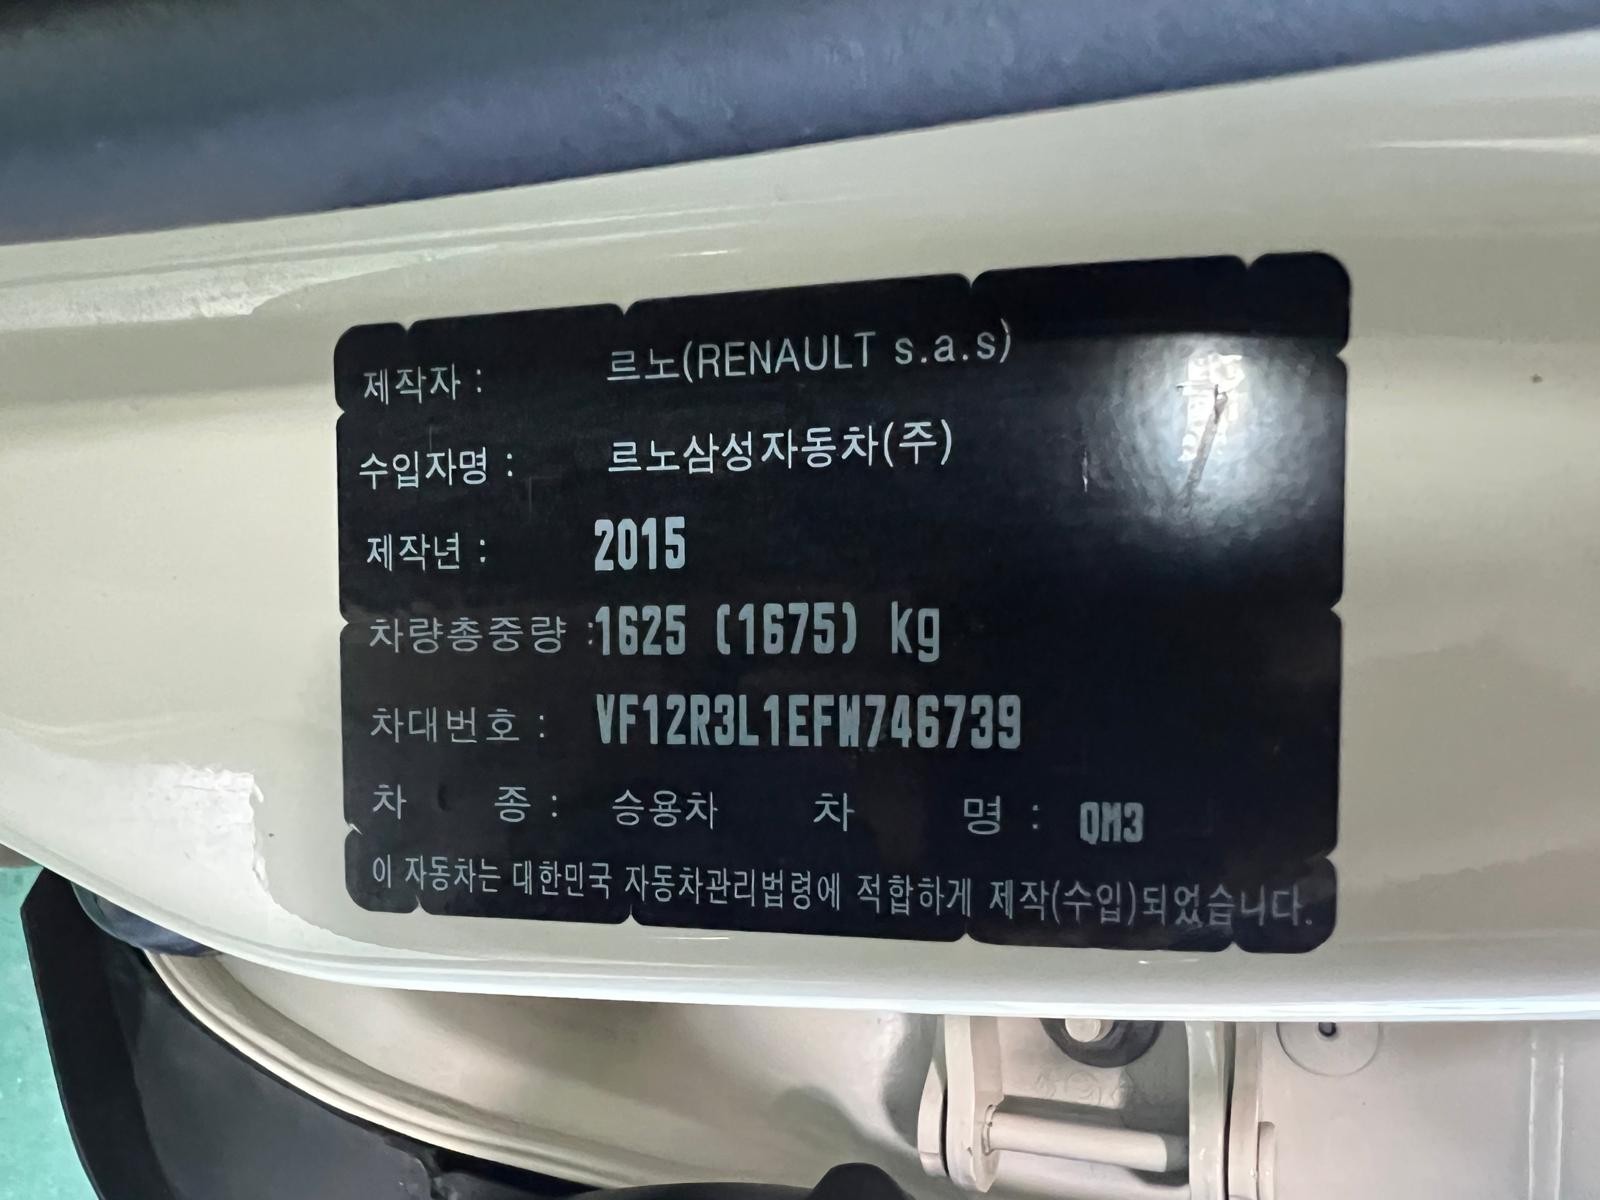 제작자 : 르노(RENAULT s.a.s)
수입자명 : 르노삼성자동차(주)
제작년 : 2015
차량총중량 :1625 (1675) kg
차대번호 : VF12R3L1EFW746739
차 종 : 승용차 차 명 : QM3
이 자동차는 대한민국 자동차관리법령에 적합하게 제작(수입)되었습니다.